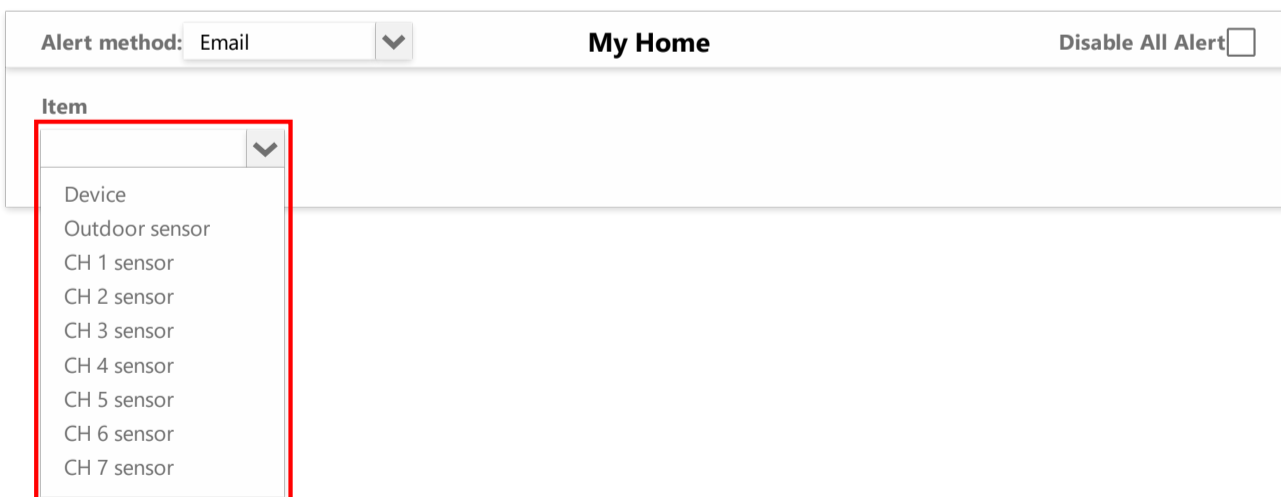 Alert method: Email My Home Disable All Alert
Item
Device
Outdoor sensor
CH 1 sensor
CH 2 sensor
CH 3 sensor
CH 4 sensor
CH 5 sensor
CH 6 sensor
CH 7 sensor